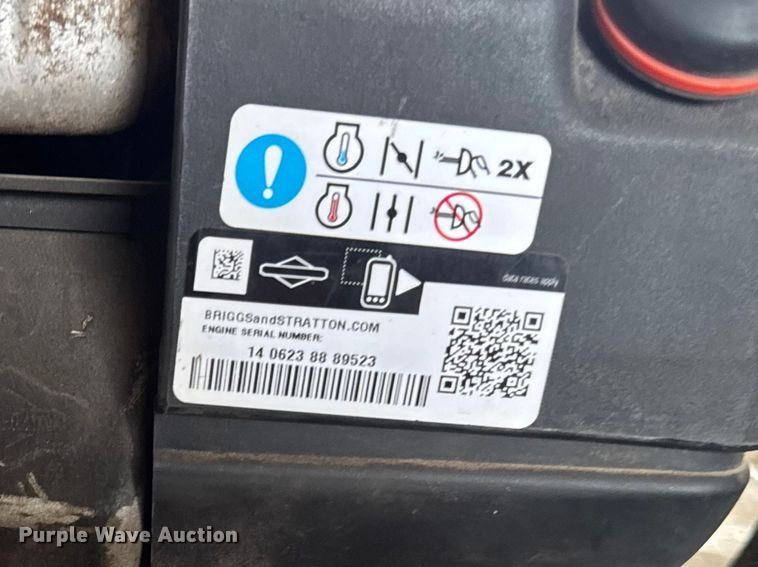 !
2X
data rates apply
BRIGGSandSTRATTON.COM
ENGINE SERIAL NUMBER:
14 0623 88 89523
Purple Wave Auction